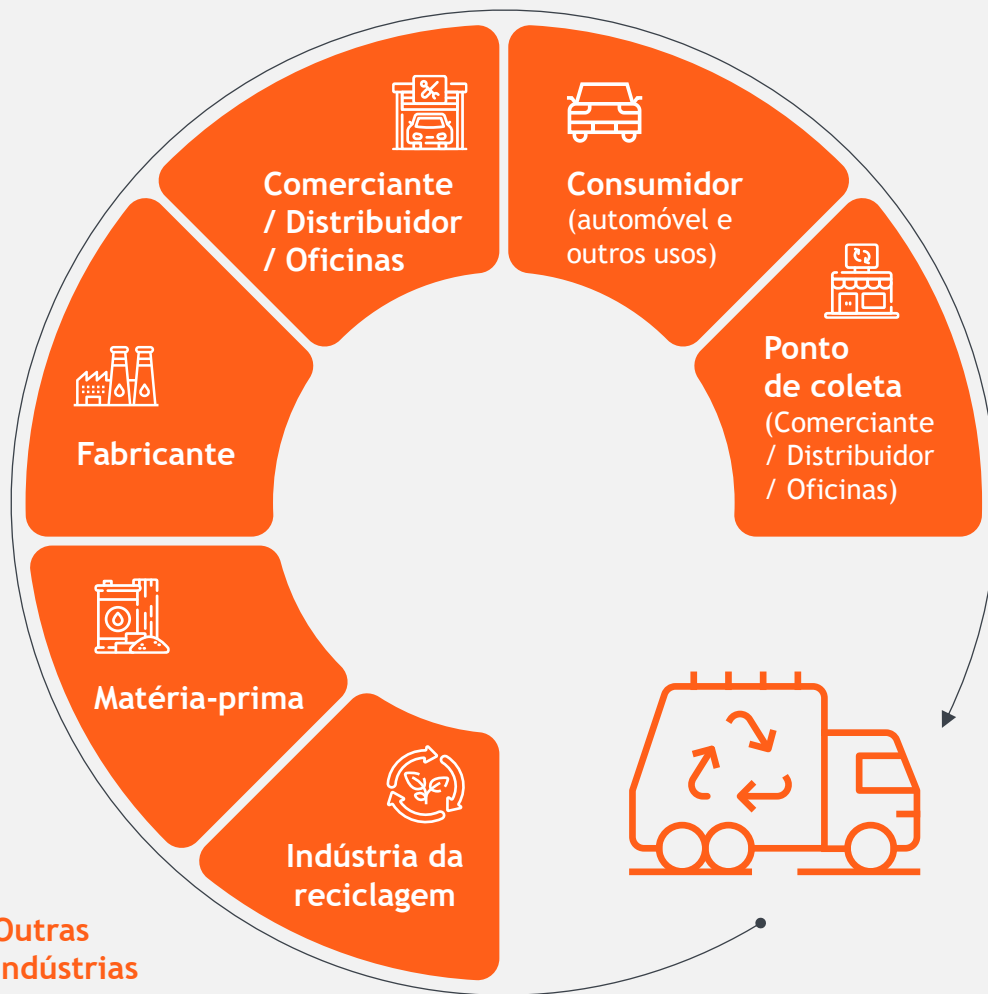 Comerciante
/ Distribuidor
/ Oficinas
Consumidor
(automóvel e
outros usos)
Ponto
de coleta
(Comerciante
/ Distribuidor
/ Oficinas)
Fabricante
Matéria-prima
Indústria da
reciclagem
Outras
ndústrias